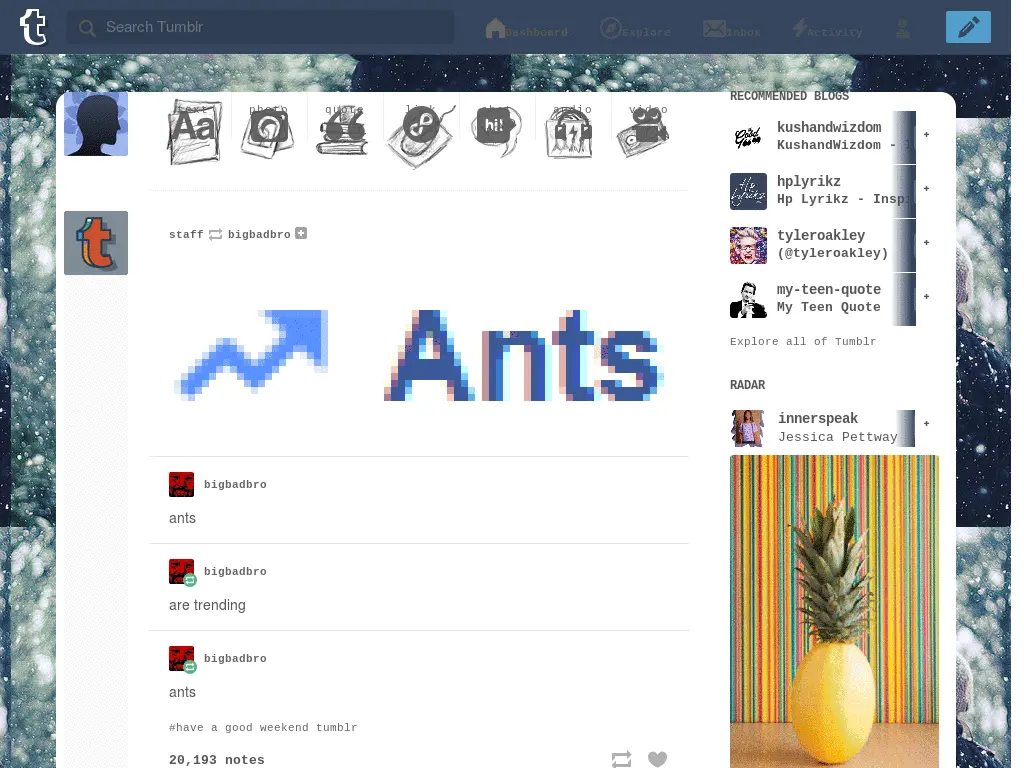 Search Tumblr
Dashboard
Explore
Inbox
Activity
text
photo
quote
link
chat
audio
video
Aa
hi!
RECOMMENDED BLOGS
kushandwizdom
KushandWizdom -
hplyrikz
Hp Lyrikz - Insp
tyleroakley
(@tyleroakley)
my-teen-quote
My Teen Quote
Explore all of Tumblr
RADAR
innerspeak
Jessica Pettway
staff bigbadbro
Ants
bigbadbro
ants
bigbadbro
are trending
bigbadbro
ants
#have a good weekend tumblr
20,193 notes